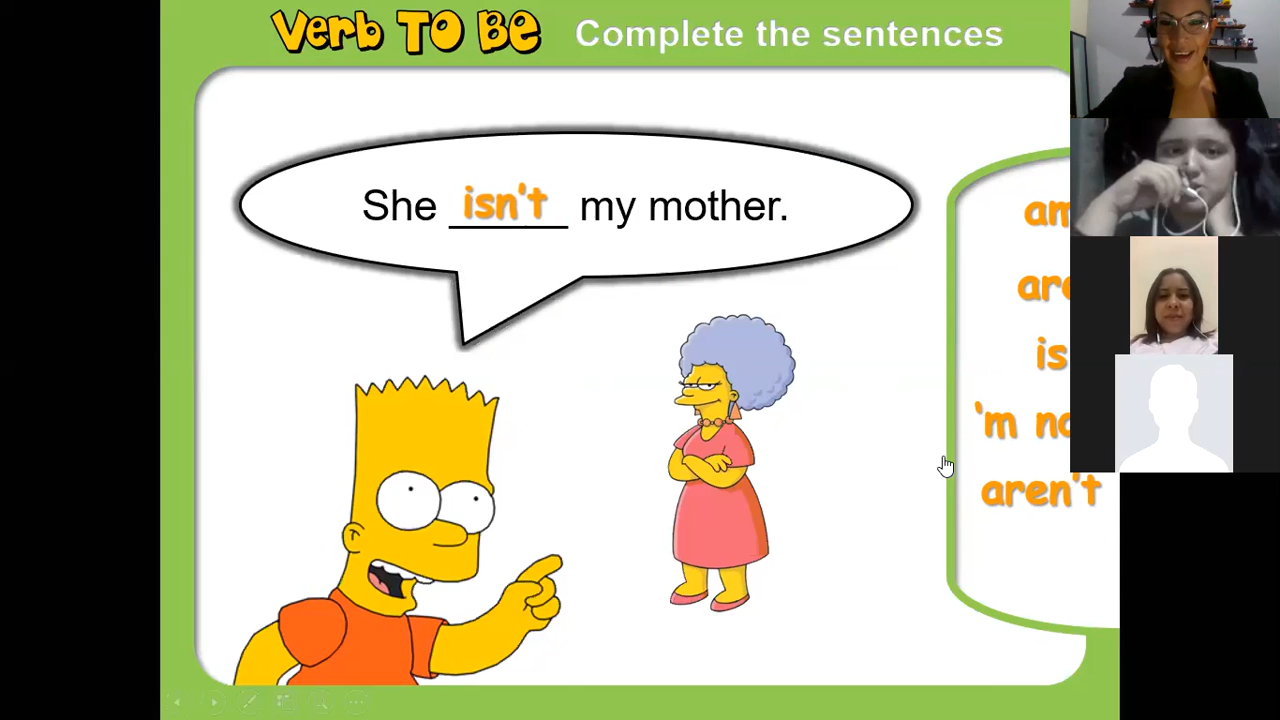 Verb TO BE Complete the sentences
She isn't my mother.
is
'm
aren't